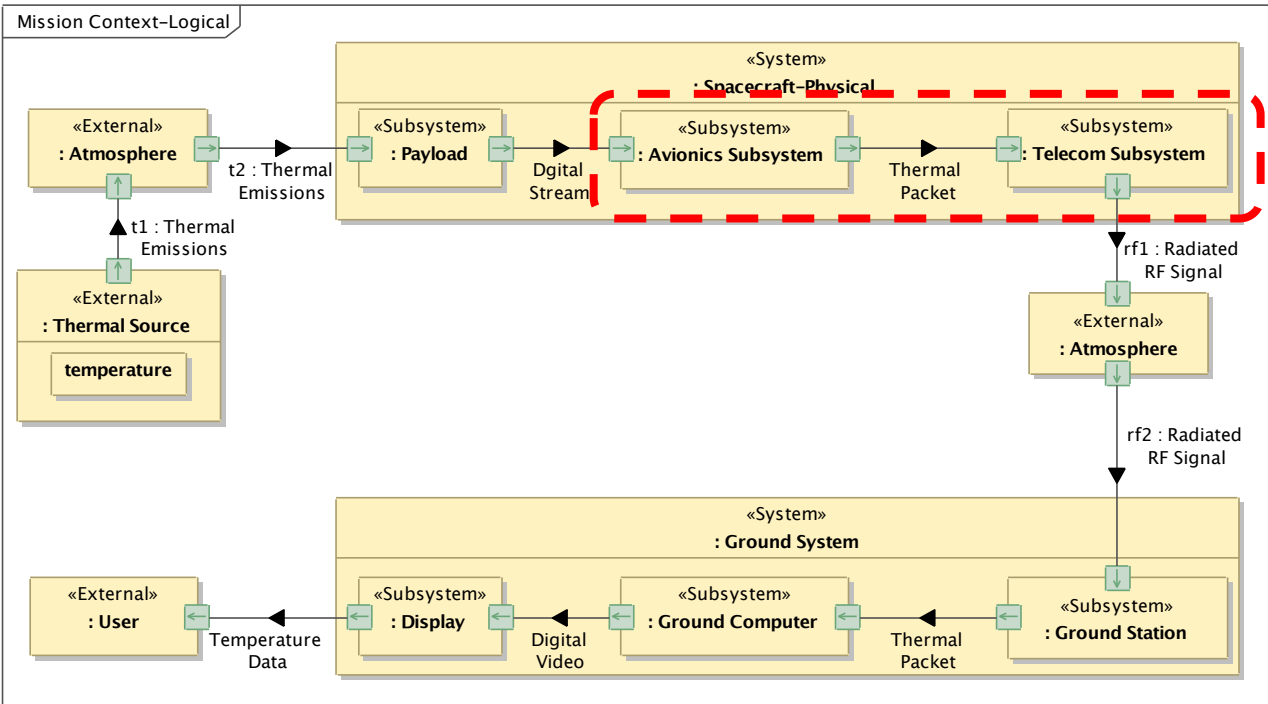 Mission Context-Logical
«System»
: Spacecraft-Physical
«External»
: Atmosphere
t2 : Thermal
Emissions
«Subsystem»
: Payload
Dgital
Stream
«Subsystem»
: Avionics Subsystem
Thermal
Packet
«Subsystem»
: Telecom Subsystem
t1 : Thermal
Emissions
rf1 : Radiated
RF Signal
«External»
: Thermal Source
temperature
«External»
: Atmosphere
rf2 : Radiated
RF Signal
«System»
: Ground System
«External»
: User
Temperature
Data
«Subsystem»
: Display
Digital
Video
«Subsystem»
: Ground Computer
Thermal
Packet
«Subsystem»
: Ground Station